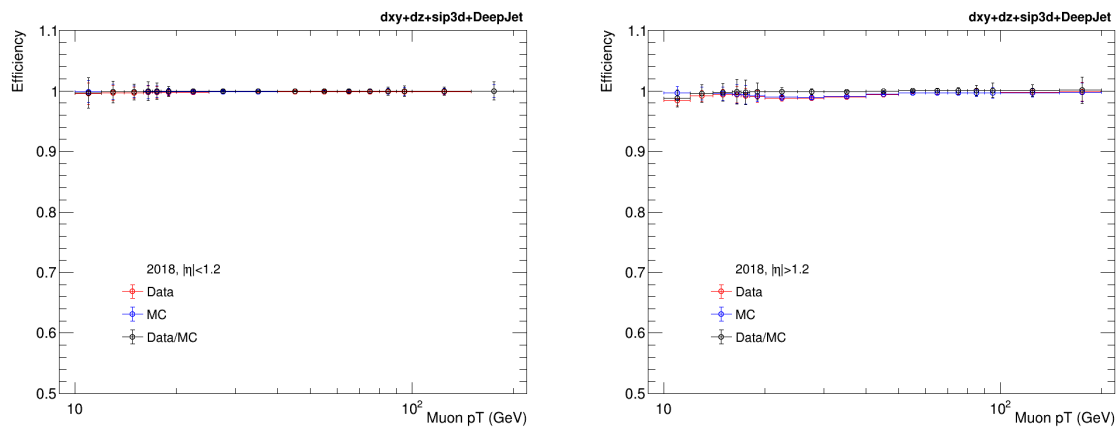 dxy+dz+sip3d+DeepJet
Efficiency
1.1
1
0.9
0.8
0.7
0.6
0.5
2018, |η|<1.2
Data
MC
Data/MC
10
10²
Muon pT (GeV)
dxy+dz+sip3d+DeepJet
Efficiency
1.1
1
0.9
0.8
0.7
0.6
0.5
2018, |η|>1.2
Data
MC
Data/MC
10
10²
Muon pT (GeV)